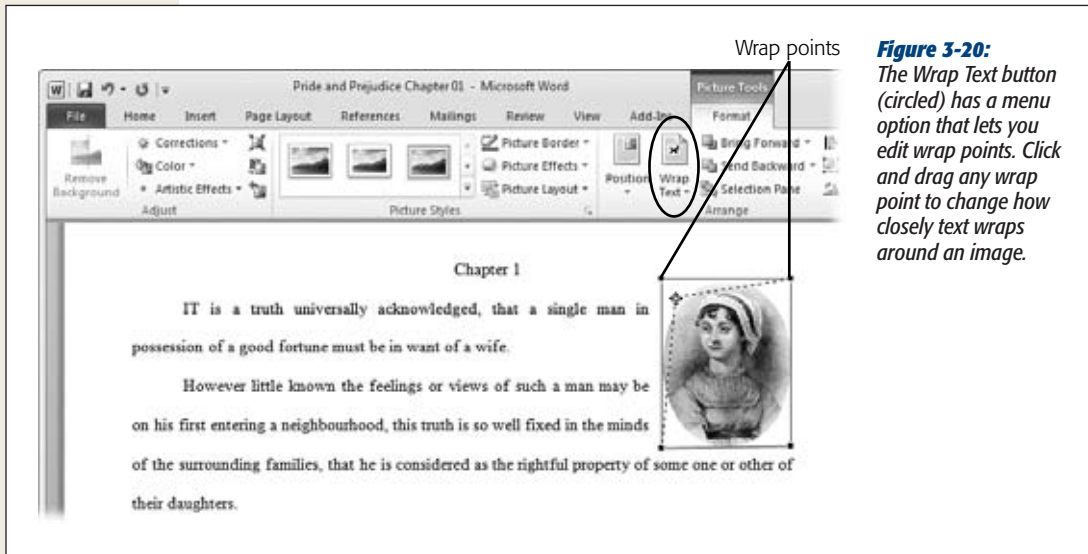 Wrap points
Figure 3-20:
The Wrap Text button
(circled) has a menu
option that lets you
edit wrap points. Click
and drag any wrap
point to change how
closely text wraps
around an image.
W Pride and Prejudice Chapter 01 - Microsoft Word Picture Tools
File Home Insert Page Layout References Mailings Review View Add-Ins Format
Remove Background
Corrections
Color
Artistic Effects
Adjust
Picture Border
Picture Effects
Picture Layout
Picture Styles
Position
Wrap
Text
Bring Forward
Send Backward
Selection Pane
Arrange
Chapter 1
IT is a truth universally acknowledged, that a single man in
possession of a good fortune must be in want of a wife.
However little known the feelings or views of such a man may be
on his first entering a neighbourhood, this truth is so well fixed in the minds
of the surrounding families, that he is considered as the rightful property of some one or other of
their daughters.